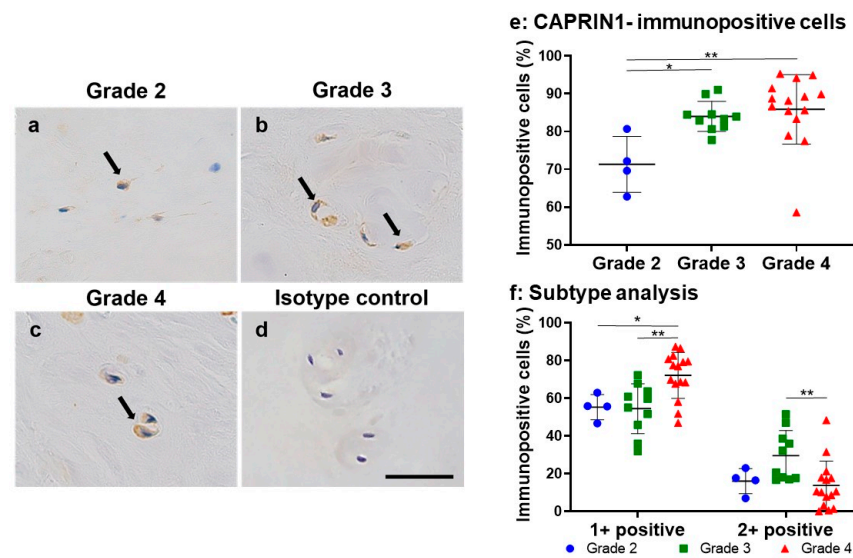 Grade 2
Grade 3
a
b
Grade 4
Isotype control
c
d
e: CAPRIN1- immunopositive cells
Immunopositive cells (%)
100
90
80
70
60
50
**
*
Grade 2
Grade 3
Grade 4
f: Subtype analysis
Immunopositive cells (%)
100
80
60
40
20
0
*
**
**
1+ positive
2+ positive
Grade 2
Grade 3
Grade 4